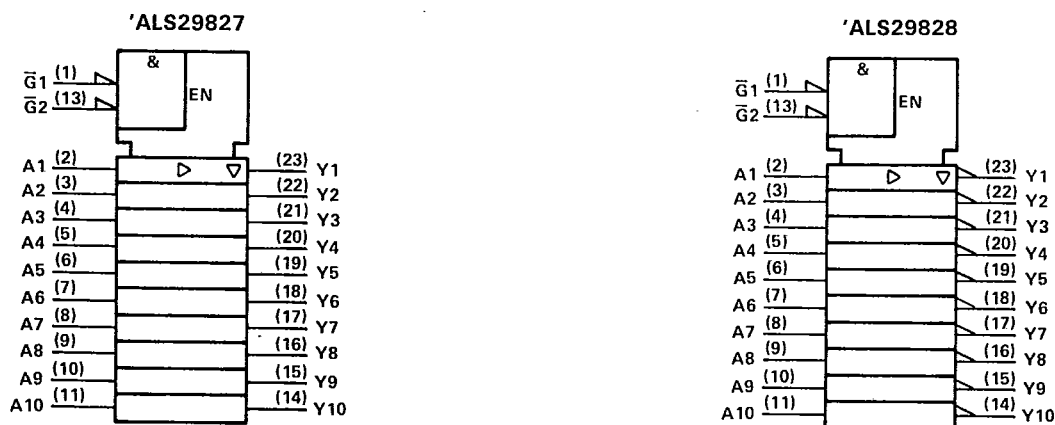 'ALS29827
&
G̅1 (1)
EN
G̅2 (13)
A1 (2) (23) Y1
A2 (3) (22) Y2
A3 (4) (21) Y3
A4 (5) (20) Y4
A5 (6) (19) Y5
A6 (7) (18) Y6
A7 (8) (17) Y7
A8 (9) (16) Y8
A9 (10) (15) Y9
A10 (11) (14) Y10
'ALS29828
&
G̅1 (1)
EN
G̅2 (13)
A1 (2) (23) Y1
A2 (3) (22) Y2
A3 (4) (21) Y3
A4 (5) (20) Y4
A5 (6) (19) Y5
A6 (7) (18) Y6
A7 (8) (17) Y7
A8 (9) (16) Y8
A9 (10) (15) Y9
A10 (11) (14) Y10